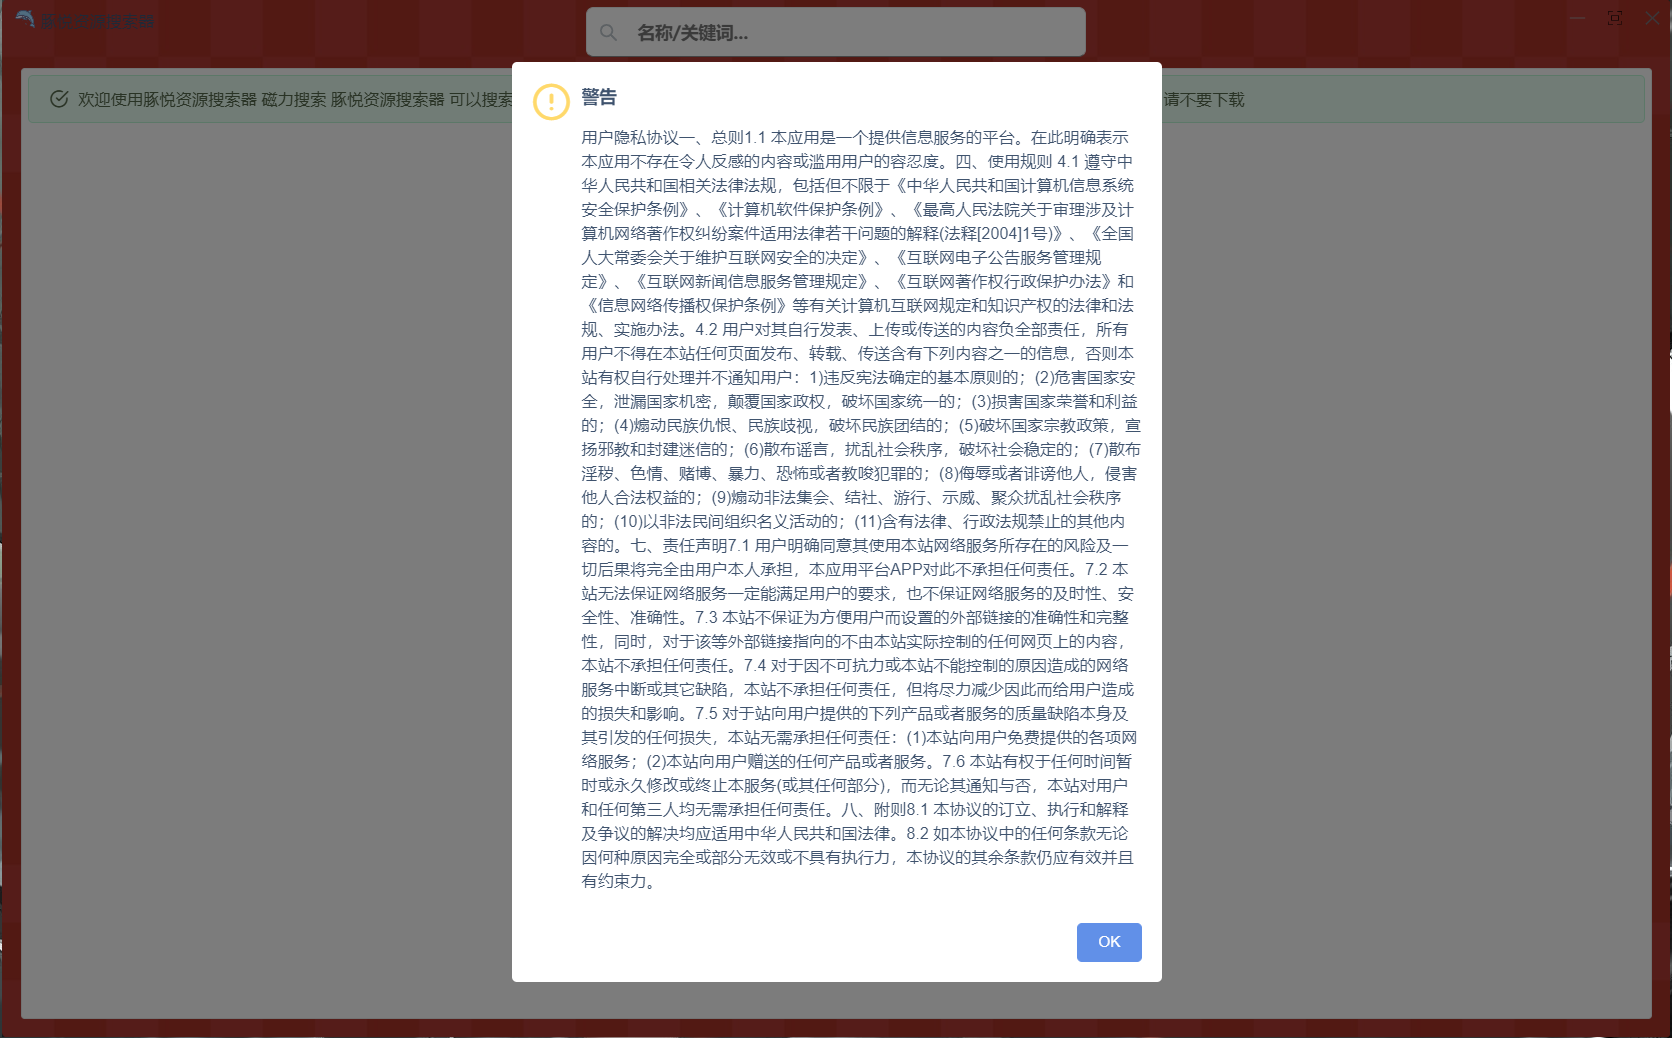 名称/关键词...
欢迎使用豚悦资源搜索器 磁力搜索 豚悦资源搜索器 可以搜索
请不要下载
警告
用户隐私协议一、总则1.1 本应用是一个提供信息服务的平台。在此明确表示
本应用不存在令人反感的内容或滥用用户的容忍度。四、使用规则 4.1 遵守中
华人民共和国相关法律法规，包括但不限于《中华人民共和国计算机信息系统
安全保护条例》、《计算机软件保护条例》、《最高人民法院关于审理涉及计
算机网络著作权纠纷案件适用法律若干问题的解释(法释[2004]1号)》、《全国
人大常委会关于维护互联网安全的决定》、《互联网电子公告服务管理规
定》、《互联网新闻信息服务管理规定》、《互联网著作权行政保护办法》和
《信息网络传播权保护条例》等有关计算机互联网规定和知识产权的法律和法
规、实施办法。4.2 用户对其自行发表、上传或传送的内容负全部责任，所有
用户不得在本站任何页面发布、转载、传送含有下列内容之一的信息，否则本
站有权自行处理并不通知用户：1)违反宪法确定的基本原则的；(2)危害国家安
全，泄漏国家机密，颠覆国家政权，破坏国家统一的；(3)损害国家荣誉和利益
的；(4)煽动民族仇恨、民族歧视，破坏民族团结的；(5)破坏国家宗教政策，宣
扬邪教和封建迷信的；(6)散布谣言，扰乱社会秩序，破坏社会稳定的；(7)散布
淫秽、色情、赌博、暴力、恐怖或者教唆犯罪的；(8)侮辱或者诽谤他人，侵害
他人合法权益的；(9)煽动非法集会、结社、游行、示威、聚众扰乱社会秩序
的；(10)以非法民间组织名义活动的；(11)含有法律、行政法规禁止的其他内
容的。七、责任声明7.1 用户明确同意其使用本站网络服务所存在的风险及一
切后果将完全由用户本人承担，本应用平台APP对此不承担任何责任。7.2 本
站无法保证网络服务一定能满足用户的要求，也不保证网络服务的及时性、安
全性、准确性。7.3 本站不保证为方便用户而设置的外部链接的准确性和完整
性，同时，对于该等外部链接指向的不由本站实际控制的任何网页上的内容，
本站不承担任何责任。7.4 对于因不可抗力或本站不能控制的原因造成的网络
服务中断或其它缺陷，本站不承担任何责任，但将尽力减少因此而给用户造成
的损失和影响。7.5 对于站向用户提供的下列产品或者服务的质量缺陷本身及
其引发的任何损失，本站无需承担任何责任：(1)本站向用户免费提供的各项网
络服务；(2)本站向用户赠送的任何产品或者服务。7.6 本站有权于任何时间暂
时或永久修改或终止本服务(或其任何部分)，而无论其通知与否，本站对用户
和任何第三人均无需承担任何责任。八、附则8.1 本协议的订立、执行和解释
及争议的解决均应适用中华人民共和国法律。8.2 如本协议中的任何条款无论
因何种原因完全或部分无效或不具有执行力，本协议的其余条款仍应有效并且
有约束力。
OK